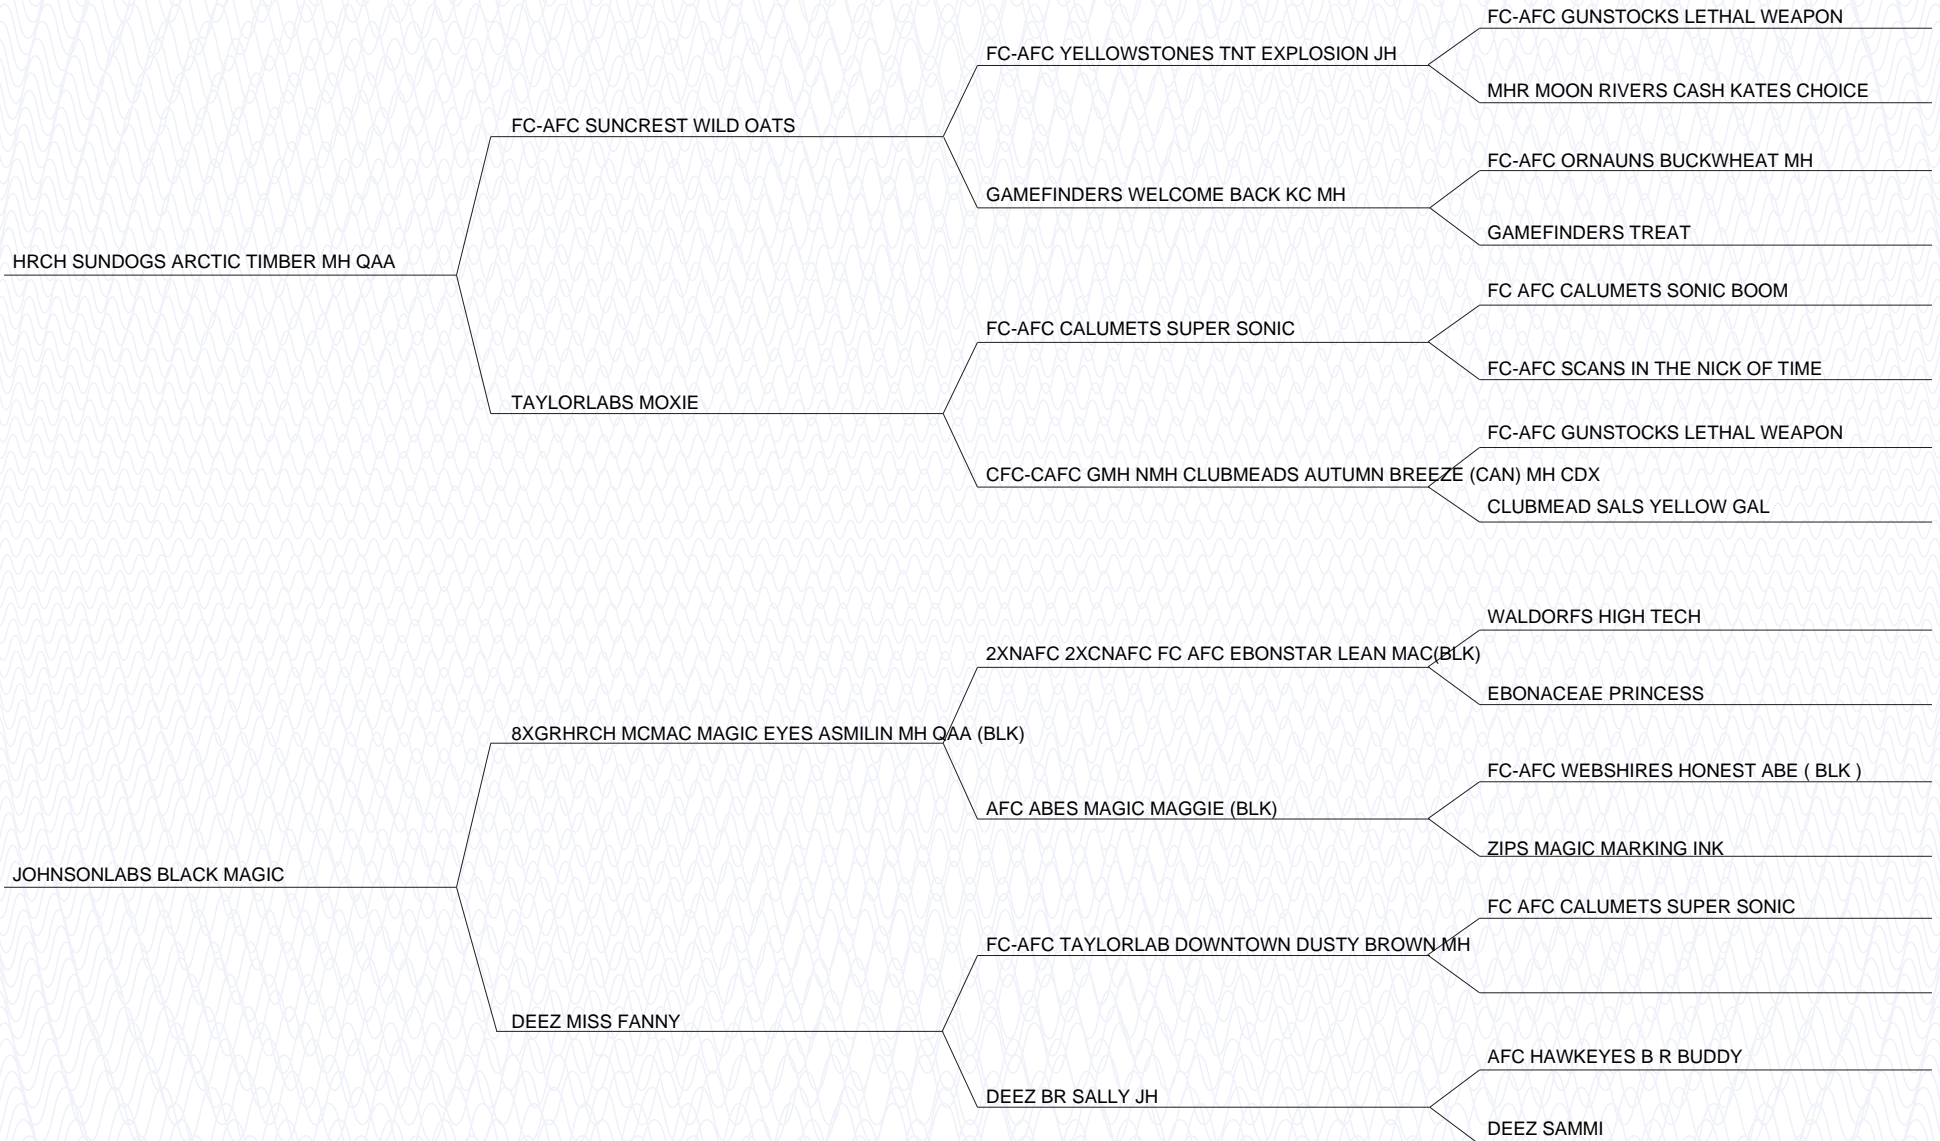 FC-AFC GUNSTOCKS LETHAL WEAPON
FC-AFC YELLOWSTONES TNT EXPLOSION JH
MHR MOON RIVERS CASH KATES CHOICE
FC-AFC SUNCREST WILD OATS
FC-AFC ORNAUNS BUCKWHEAT MH
GAMEFINDERS WELCOME BACK KC MH
GAMEFINDERS TREAT
HRCH SUNDOGS ARCTIC TIMBER MH QAA
FC AFC CALUMETS SONIC BOOM
FC-AFC CALUMETS SUPER SONIC
FC-AFC SCANS IN THE NICK OF TIME
TAYLORLABS MOXIE
FC-AFC GUNSTOCKS LETHAL WEAPON
CFC-CAFC GMH NMH CLUBMEADS AUTUMN BREEZE (CAN) MH CDX
CLUBMEAD SALS YELLOW GAL
WALDORFS HIGH TECH
2XNAFC 2XCNAFC FC AFC EBONSTAR LEAN MAC(BLK)
EBONACEAE PRINCESS
8XGRHRCH MCMAC MAGIC EYES ASMILIN MH QAA (BLK)
FC-AFC WEBSHIRES HONEST ABE ( BLK )
AFC ABES MAGIC MAGGIE (BLK)
ZIPS MAGIC MARKING INK
JOHNSONLABS BLACK MAGIC
FC AFC CALUMETS SUPER SONIC
FC-AFC TAYLORLAB DOWNTOWN DUSTY BROWN MH
DEEZ MISS FANNY
AFC HAWKEYES B R BUDDY
DEEZ BR SALLY JH
DEEZ SAMMI